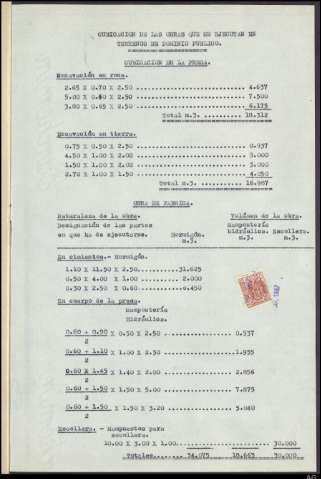 CUBICACION DE LAS OBRAS QUE SE EJECUTAN EN
TERRENOS DE DOMINIO PUBLICO.
CUBICACION DE LA PRESA.
Excavación en roca.
2.65 X 0.70 X 2.50 ........ 4.637
5.00 X 0.60 X 2.50 ........ 7.500
3.80 X 0.65 X 2.50 ........ 6.175
Total m.3. ........ 18.312
Excavación en tierra.
0.75 X 0.50 X 2.50 ........ 0.937
4.50 X 1.00 X 2.00 ........ 9.000
1.50 X 1.00 X 2.00 ........ 3.000
2.70 X 1.00 X 1.50 ........ 4.050
Total m.3. ........ 16.987
OBRA DE FABRICA.
Naturaleza de la obra. Volúmen de la obra.
Designación de las partes Mampostería
en que ha de ejecutarse. Hormigón. hidráulica. Escollera.
m.3. m.3. m.3.
En cimientos.- Hormigón.
1.10 X 11.50 X 2.50 ........ 31.625
0.50 X 4.00 X 1.00 ........ 2.000
0.30 X 2.50 X 0.60 ........ 0.450
En cuerpo de la presa.
Mampostería
Hidráulica.
0.60 + 0.90 X 0.50 X 2.50 ........ 0.937
2
0.60 + 1.10 X 1.00 X 2.50 ........
2
0.60 X 1.45 X 1.40 X 2.00 ........ 2.856
2
0.60 + 1.50 X 1.50 X 5.00 ........ 7.875
2
0.60 + 1.50 X 1.50 X 3.20 ........ 5.040
2
Escollera. - Mampuestos para
escollera.
10.00 X 3.00 X 1.00 ........ 30.000
Totales........ 34.075 18.663 30.000